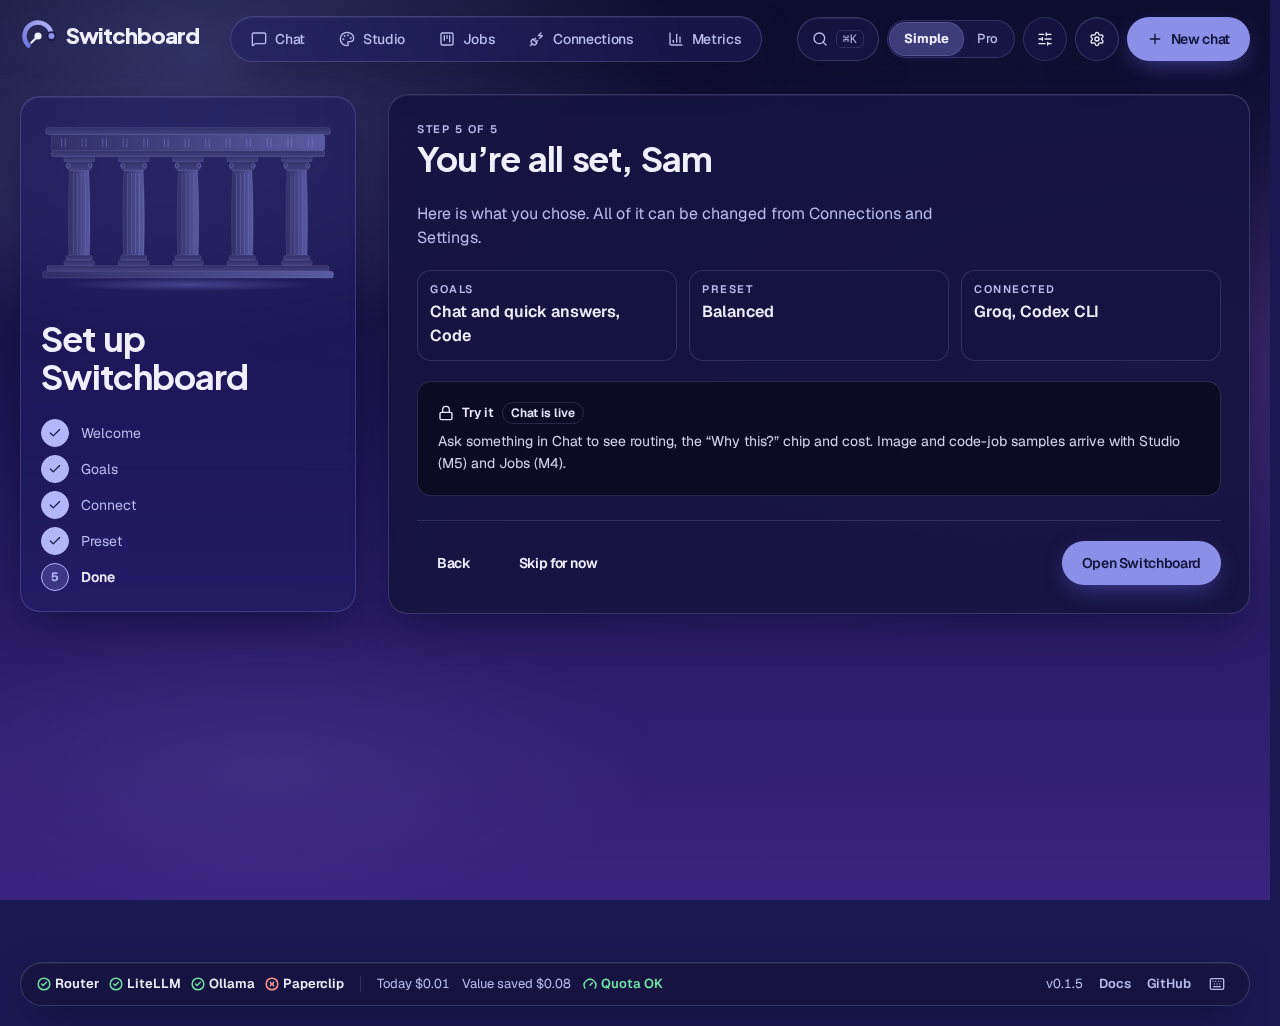 Switchboard
Chat
Studio
Jobs
Connections
Metrics
⌘K
Simple
Pro
New chat
Set up
Switchboard
Welcome
Goals
Connect
Preset
5
Done
STEP 5 OF 5
You’re all set, Sam
Here is what you chose. All of it can be changed from Connections and
Settings.
GOALS
Chat and quick answers,
Code
PRESET
Balanced
CONNECTED
Groq, Codex CLI
Try it
Chat is live
Ask something in Chat to see routing, the “Why this?” chip and cost. Image and code-job samples arrive with Studio
(M5) and Jobs (M4).
Back
Skip for now
Open Switchboard
Router
LiteLLM
Ollama
Paperclip
Today $0.01
Value saved $0.08
Quota OK
v0.1.5
Docs
GitHub